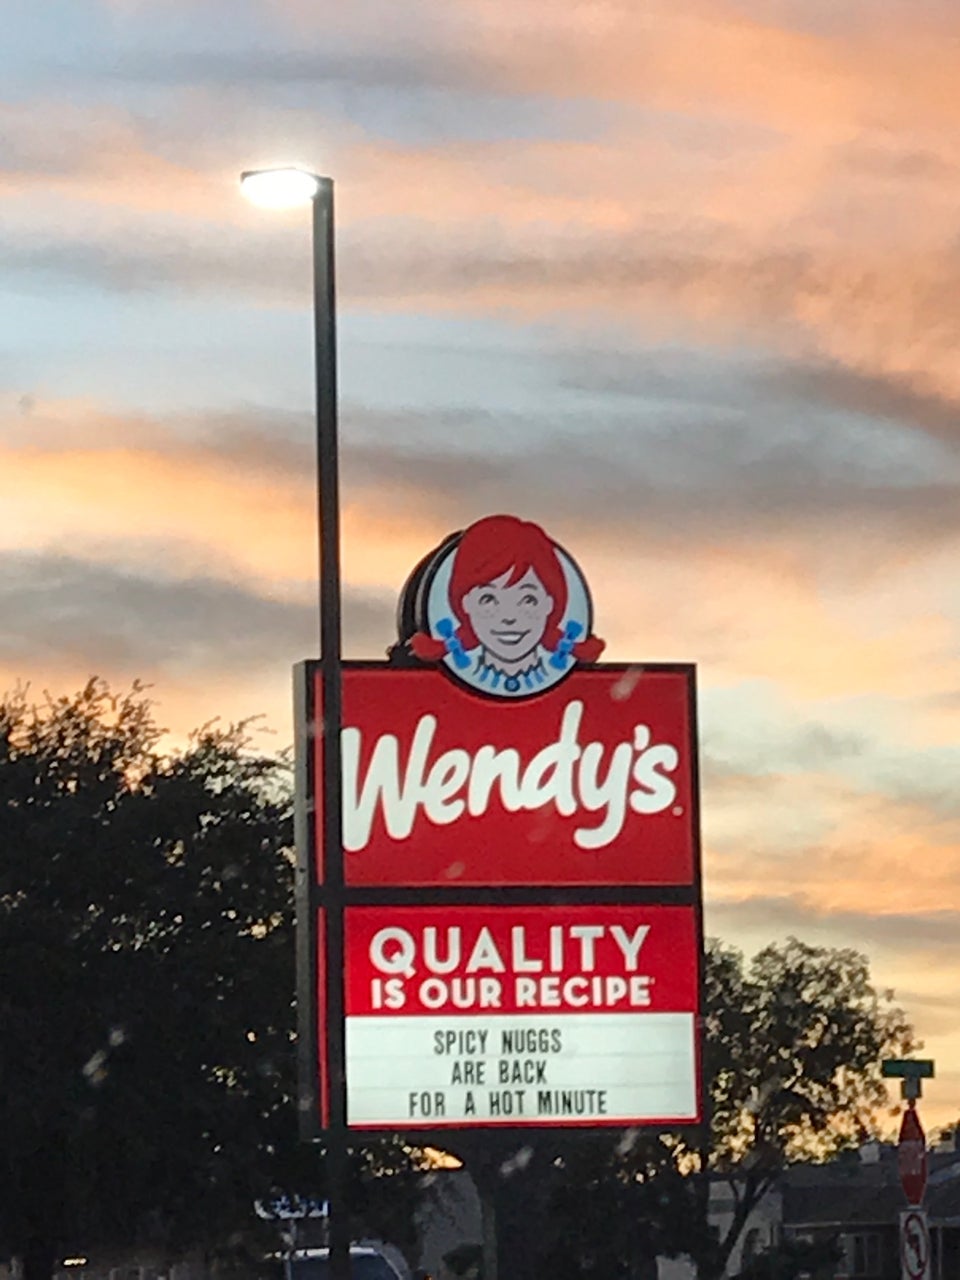 Wendy's
QUALITY
IS OUR RECIPE
SPICY NUGGS
ARE BACK
FOR A HOT MINUTE